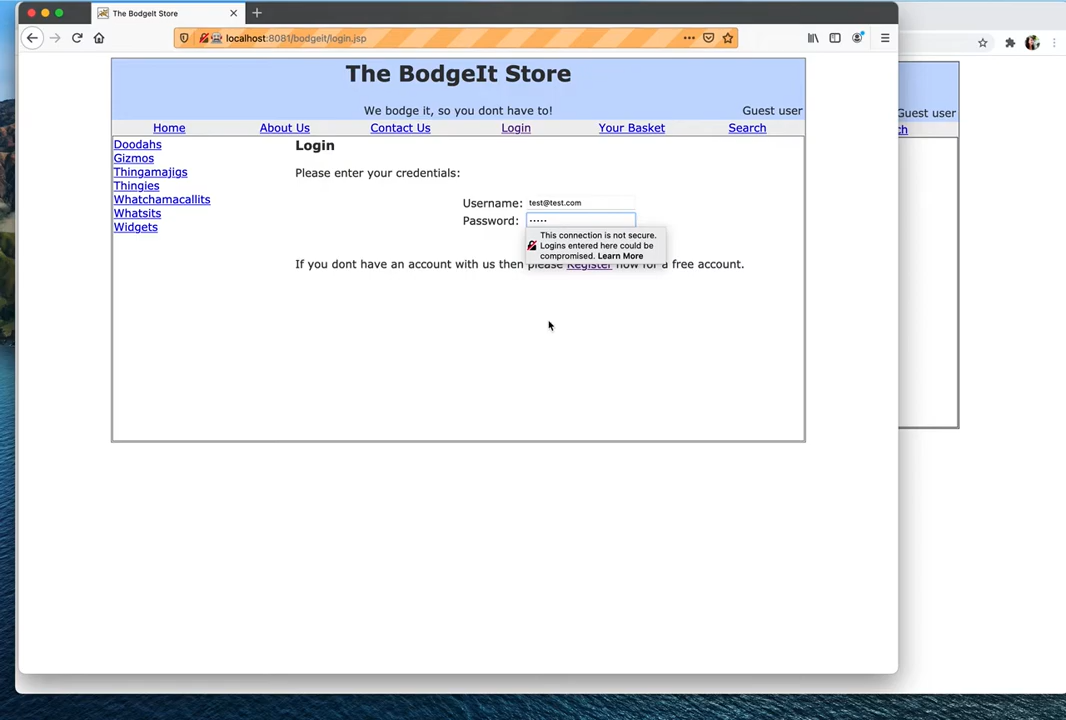 The BodgeIt Store
localhost:8081/bodgeit/login.jsp
The BodgeIt Store
We bodge it, so you dont have to!
Guest user
Guest user
Home
About Us
Contact Us
Login
Your Basket
Search
ch
Doodahs
Gizmos
Thingamajigs
Thingies
Whatchamacallits
Whatsits
Widgets
Login
Please enter your credentials:
Username: test@test.com
Password: •••••
This connection is not secure.
Logins entered here could be
compromised. Learn More
If you dont have an account with us then please Register now for a free account.